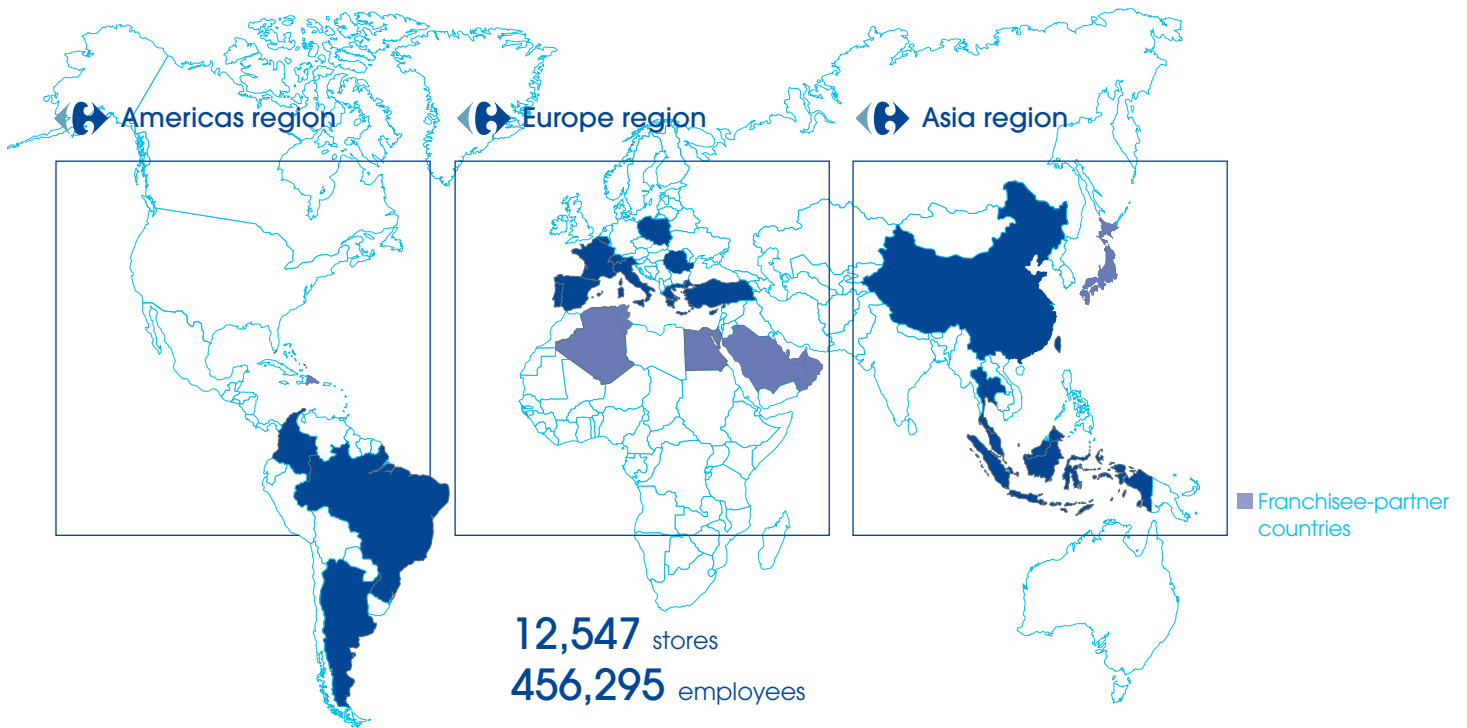 Americas region
Europe region
Asia region
Franchisee-partner
countries
12,547 stores
456,295 employees